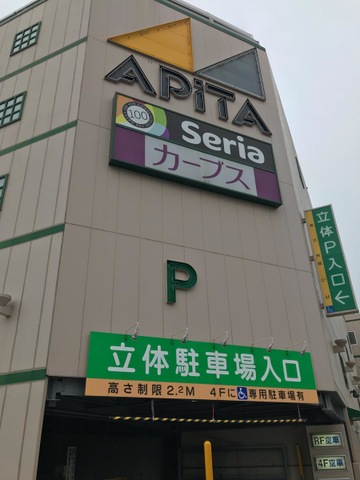 APiTA
100
Seria
カーブス
立体P入口
P
立体駐車場入口
高さ制限 2.2M 4Fに♿専用駐車場有
RF空車
4F空車